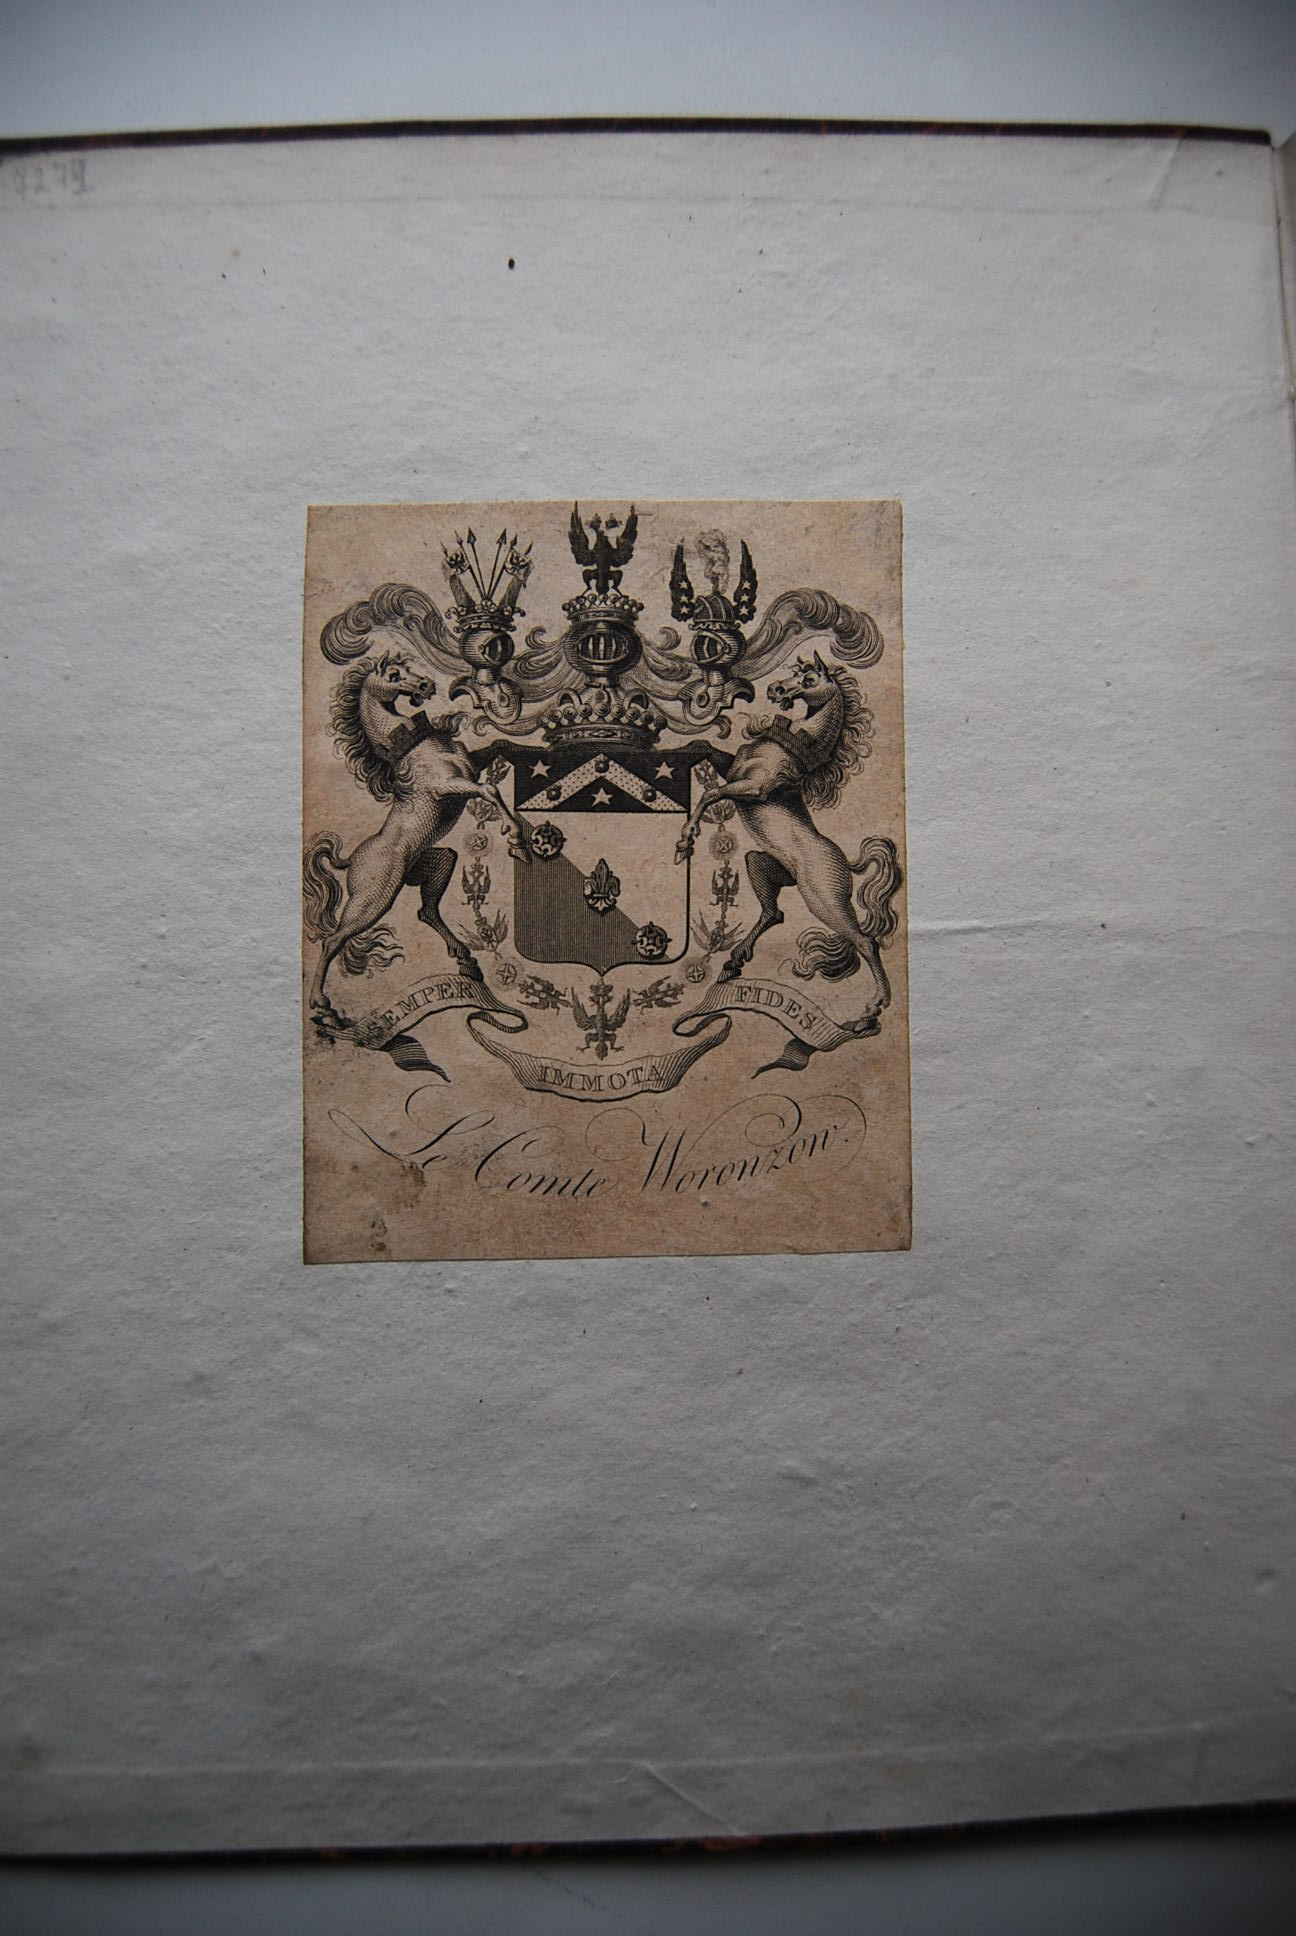 SEMPER IMMOTA FIDES
Le Comte Woronzow.